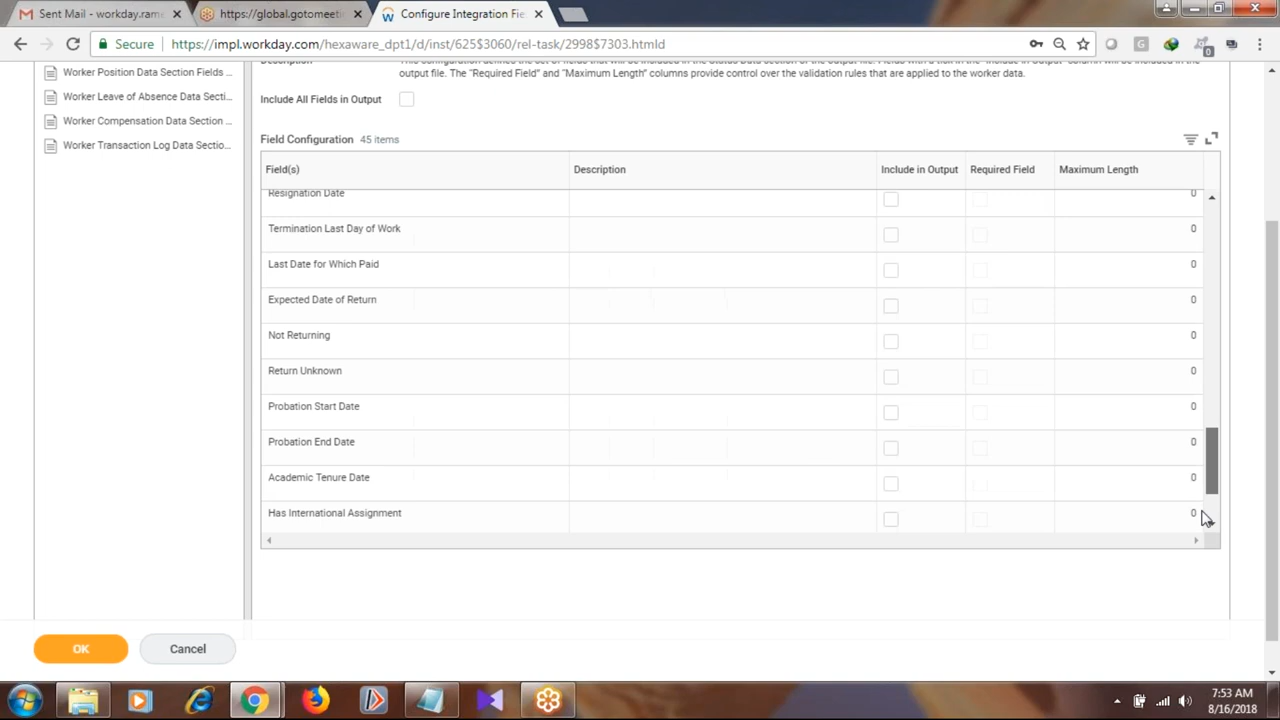 Sent Mail - workday.rame
https://global.gotomeeti
Configure Integration Fie
Secure
https://impl.workday.com/hexaware_dpt1/d/inst/625$3060/rel-task/2998$7303.htmld
Worker Position Data Section Fields ...
Worker Leave of Absence Data Secti...
Worker Compensation Data Section ...
Worker Transaction Log Data Sectio...
output file. The "Required Field" and "Maximum Length" columns provide control over the validation rules that are applied to the worker data.
Include All Fields in Output
Field Configuration 45 items
Field(s) Description Include in Output Required Field Maximum Length
Resignation Date 0
Termination Last Day of Work 0
Last Date for Which Paid 0
Expected Date of Return 0
Not Returning 0
Return Unknown 0
Probation Start Date 0
Probation End Date 0
Academic Tenure Date 0
Has International Assignment 0
OK Cancel
7:53 AM
8/16/2018